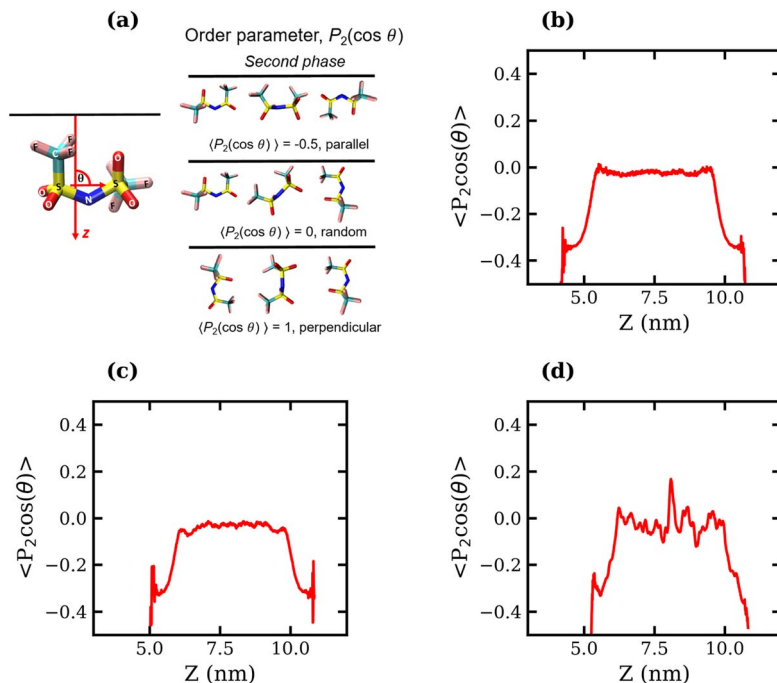 (a)
Order parameter, P₂(cos θ)
Second phase
⟨P₂(cos θ) ⟩ = -0.5, parallel
⟨P₂(cos θ) ⟩ = 0, random
⟨P₂(cos θ) ⟩ = 1, perpendicular
F
F
F
C
O
O
S
θ
S
F
F
O
N
O
z
(b)
<P₂cos(θ)>
0.4
0.2
0.0
−0.2
−0.4
5.0 7.5 10.0
Z (nm)
(c)
<P₂cos(θ)>
0.4
0.2
0.0
−0.2
−0.4
5.0 7.5 10.0
Z (nm)
(d)
<P₂cos(θ)>
0.4
0.2
0.0
−0.2
−0.4
5.0 7.5 10.0
Z (nm)